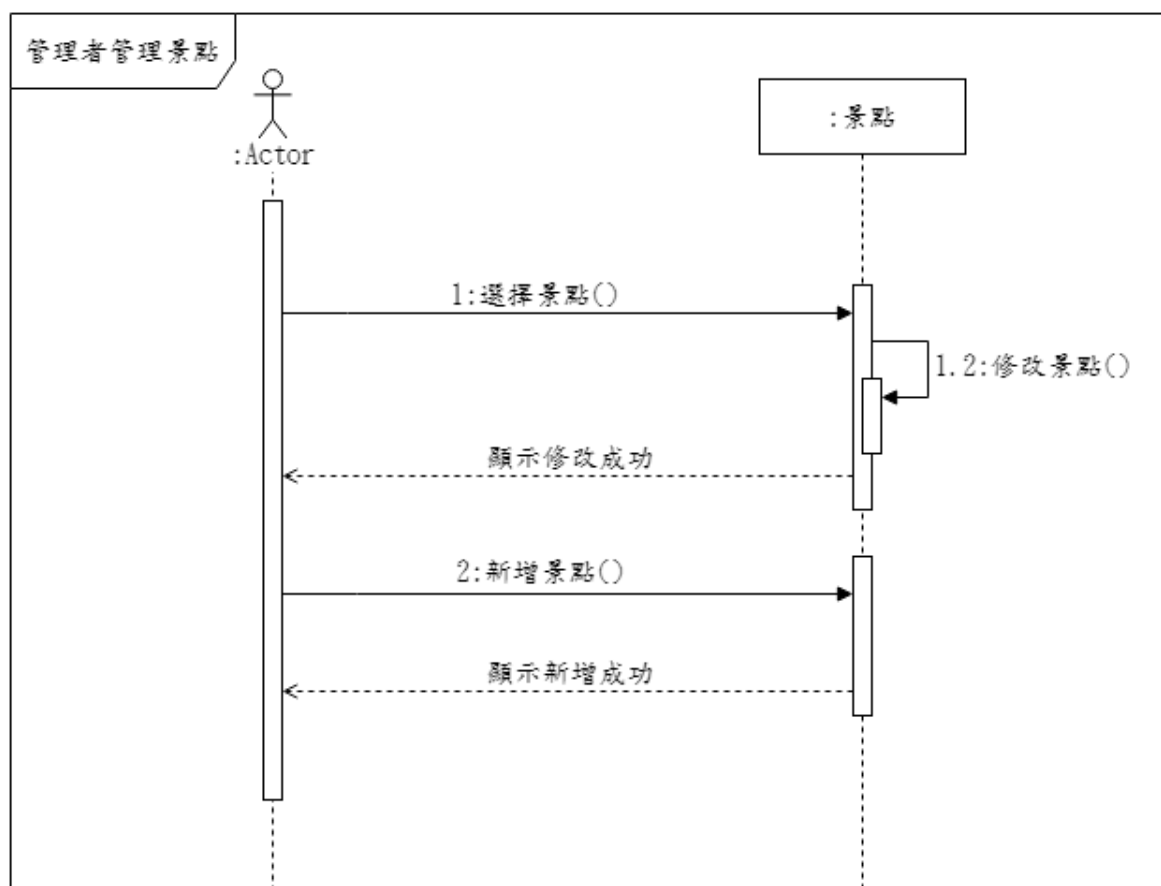 管理者管理景點
:Actor
:景點
1:選擇景點()
1.2:修改景點()
顯示修改成功
2:新增景點()
顯示新增成功